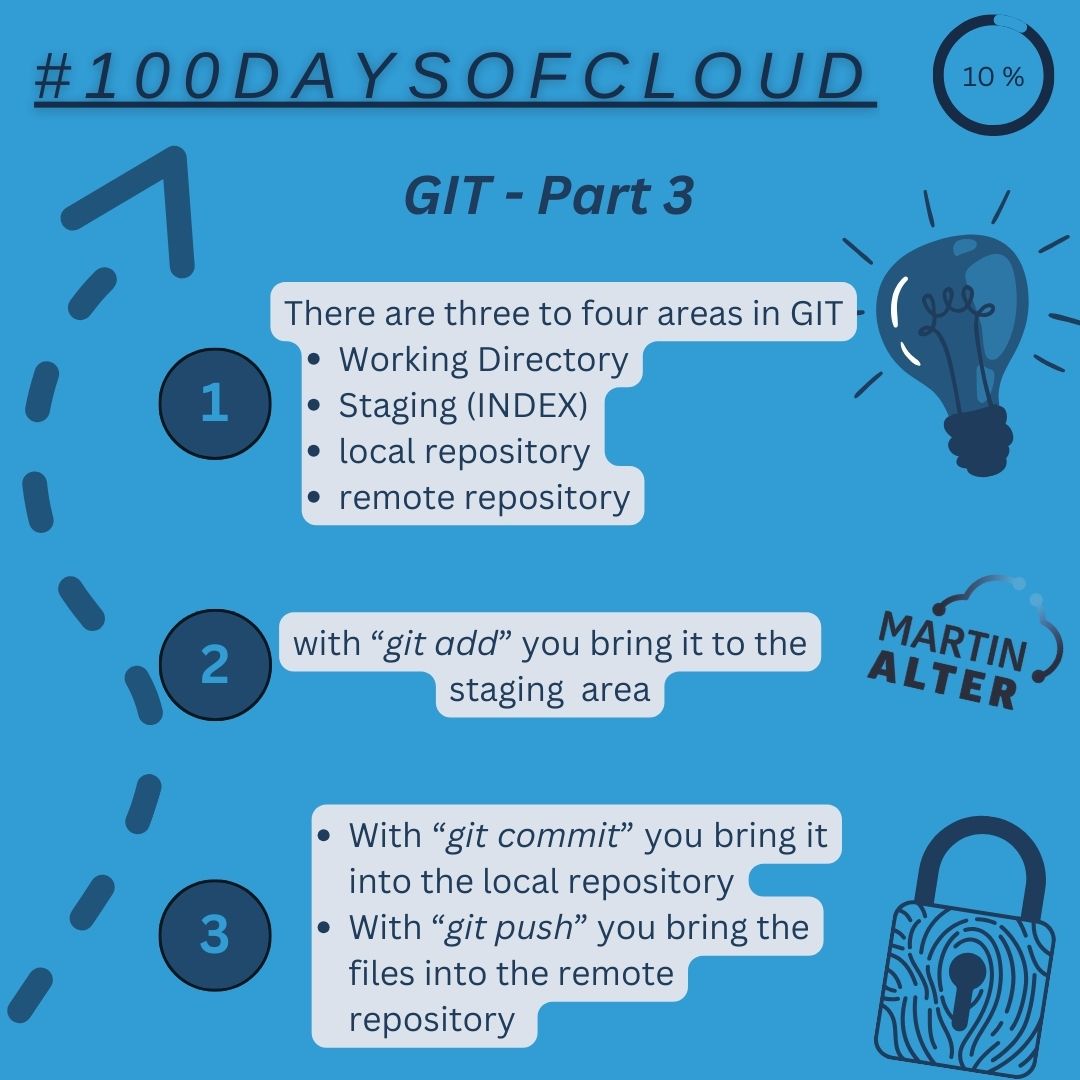 #100DAYSOFCLOUD
10 %
GIT - Part 3
There are three to four areas in GIT
• Working Directory
• Staging (INDEX)
• local repository
• remote repository
1
2
with “git add” you bring it to the
staging  area
MARTIN
ALTER
3
• With “git commit” you bring it
into the local repository
• With “git push” you bring the
files into the remote
repository